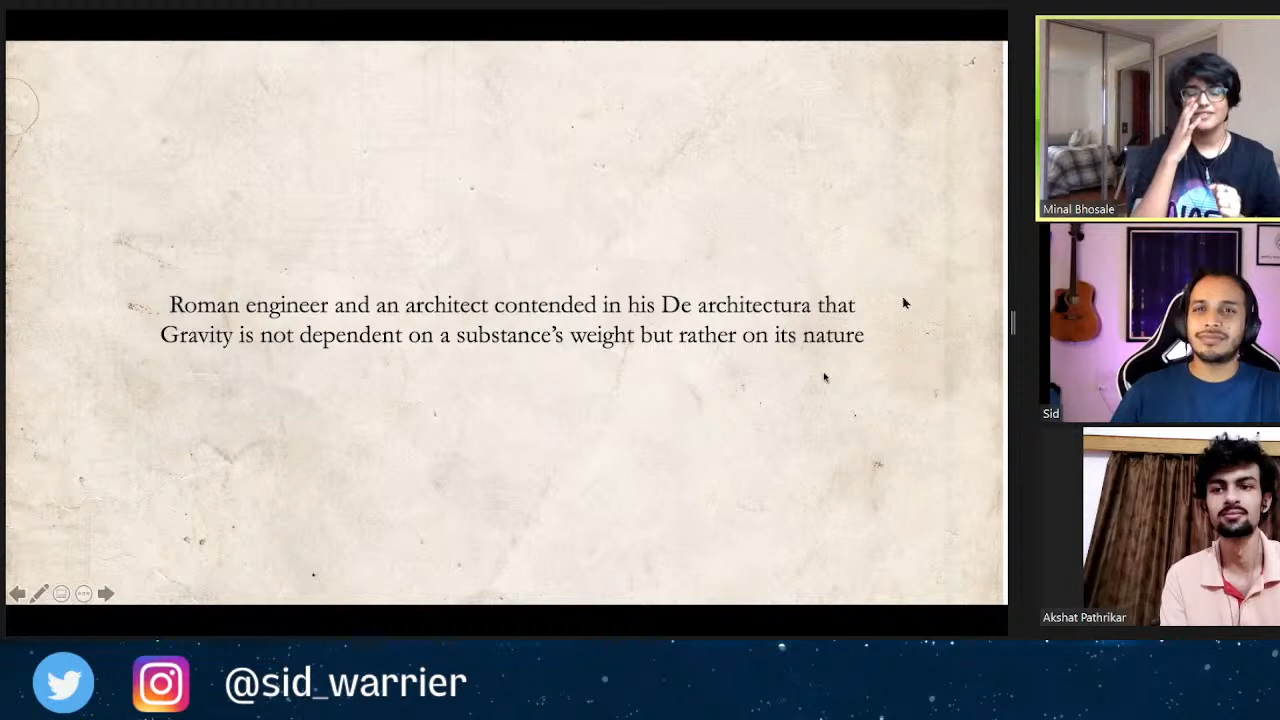 Roman engineer and an architect contended in his De architectura that
Gravity is not dependent on a substance’s weight but rather on its nature
Minal Bhosale
Sid
Akshat Pathrikar
@sid_warrier